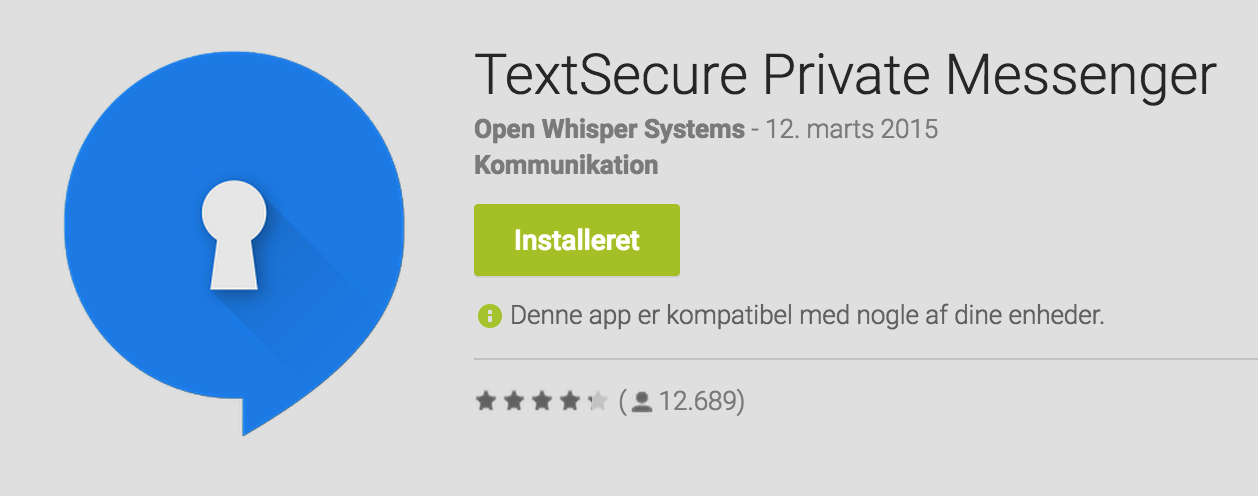 TextSecure Private Messenger
Open Whisper Systems - 12. marts 2015
Kommunikation
Installeret
Denne app er kompatibel med nogle af dine enheder.
(12.689)